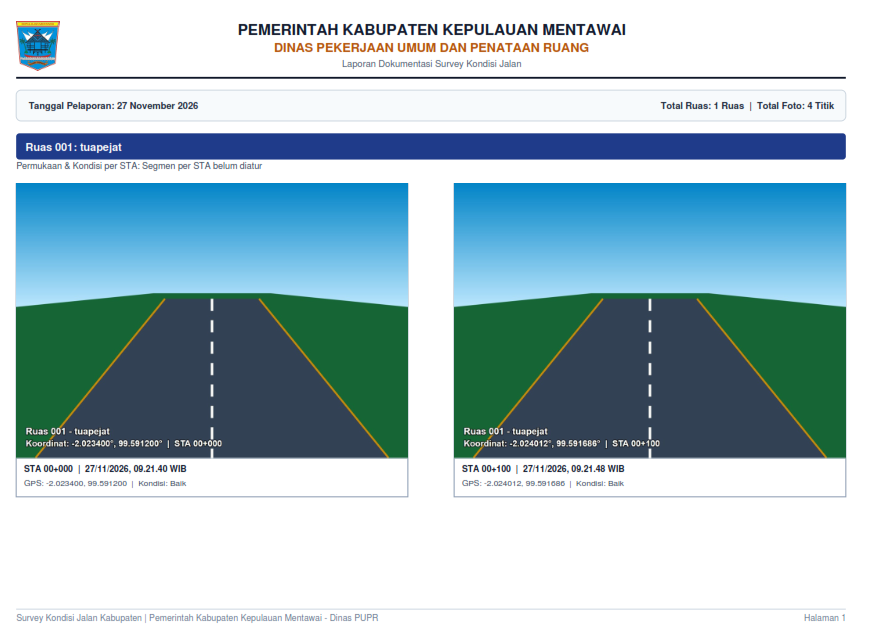 PEMERINTAH KABUPATEN KEPULAUAN MENTAWAI
DINAS PEKERJAAN UMUM DAN PENATAAN RUANG
Laporan Dokumentasi Survey Kondisi Jalan
Tanggal Pelaporan: 27 November 2026
Total Ruas: 1 Ruas | Total Foto: 4 Titik
Ruas 001: tuapejat
Permukaan & Kondisi per STA: Segmen per STA belum diatur
Ruas 001 - tuapejat
Koordinat: -2.023400°, 99.591200° | STA 00+000
STA 00+000 | 27/11/2026, 09.21.40 WIB
GPS: -2.023400, 99.591200 | Kondisi: Baik
Ruas 001 - tuapejat
Koordinat: -2.024012°, 99.591686° | STA 00+100
STA 00+100 | 27/11/2026, 09.21.48 WIB
GPS: -2.024012, 99.591686 | Kondisi: Baik
Survey Kondisi Jalan Kabupaten | Pemerintah Kabupaten Kepulauan Mentawai - Dinas PUPR
Halaman 1